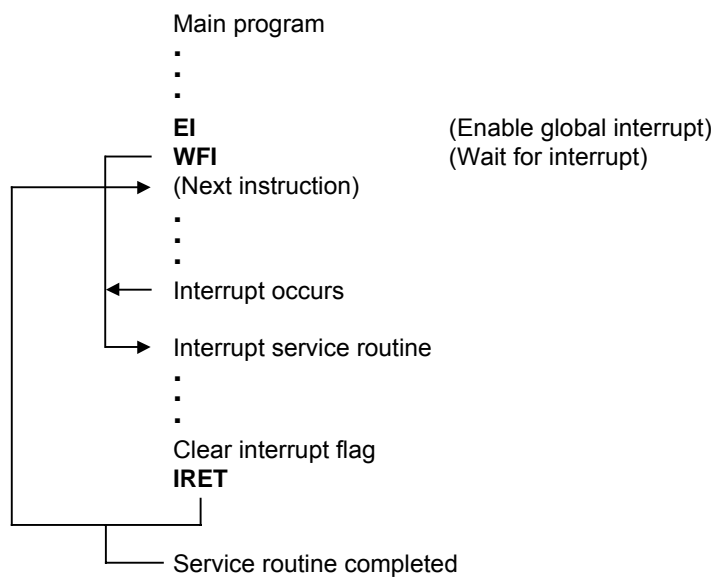 Main program
.
.
.
EI (Enable global interrupt)
WFI (Wait for interrupt)
(Next instruction)
.
.
.
Interrupt occurs
Interrupt service routine
.
.
.
Clear interrupt flag
IRET
Service routine completed